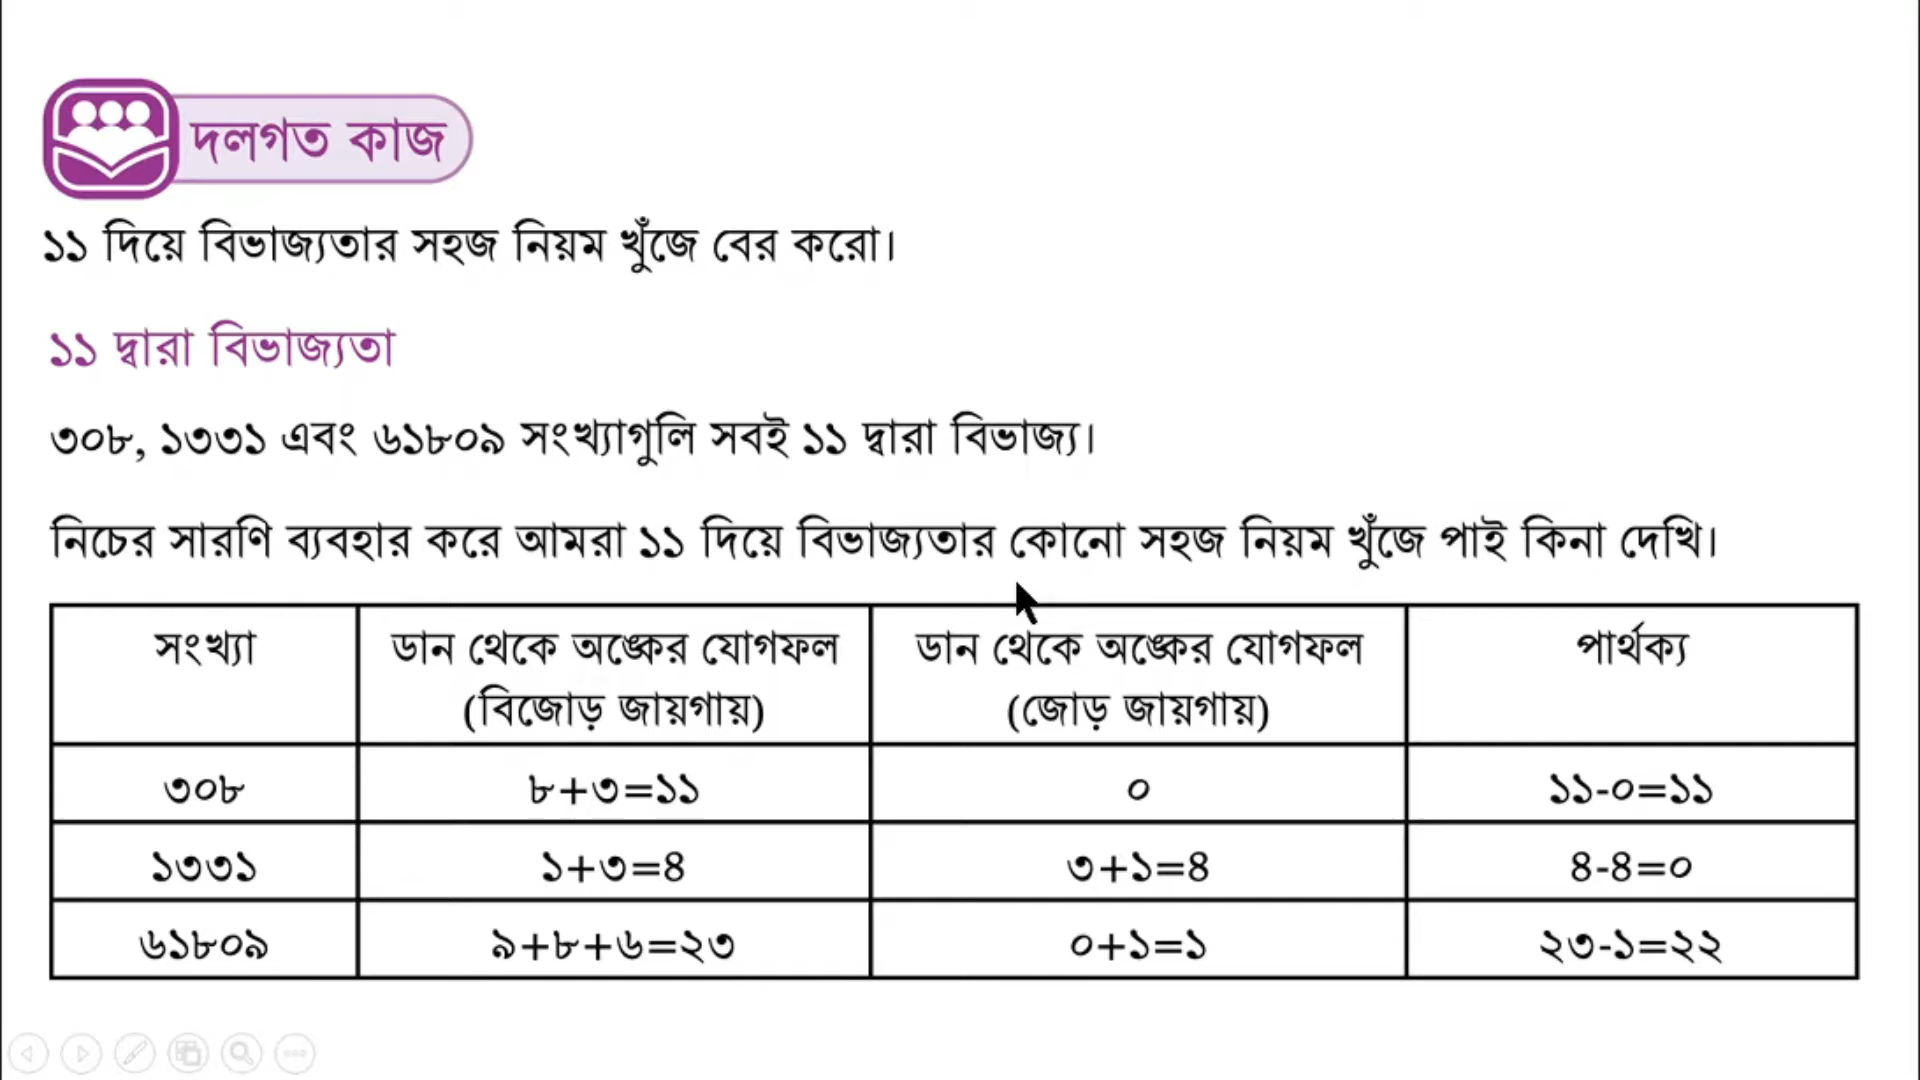 দলগত কাজ
১১ দিয়ে বিভাজ্যতার সহজ নিয়ম খুঁজে বের করো।
১১ দ্বারা বিভাজ্যতা
৩০৮, ১৩৩১ এবং ৬১৮০৯ সংখ্যাগুলি সবই ১১ দ্বারা বিভাজ্য।
নিচের সারণি ব্যবহার করে আমরা ১১ দিয়ে বিভাজ্যতার কোনো সহজ নিয়ম খুঁজে পাই কিনা দেখি।
সংখ্যা ডান থেকে অঙ্কের যোগফল ডান থেকে অঙ্কের যোগফল পার্থক্য
(বিজোড় জায়গায়) (জোড় জায়গায়)
৩০৮ ৮+৩=১১ ০ ১১-০=১১
১৩৩১ ১+৩=৪ ৩+১=৪ ৪-৪=০
৬১৮০৯ ৯+৮+৬=২৩ ০+১=১ ২৩-১=২২